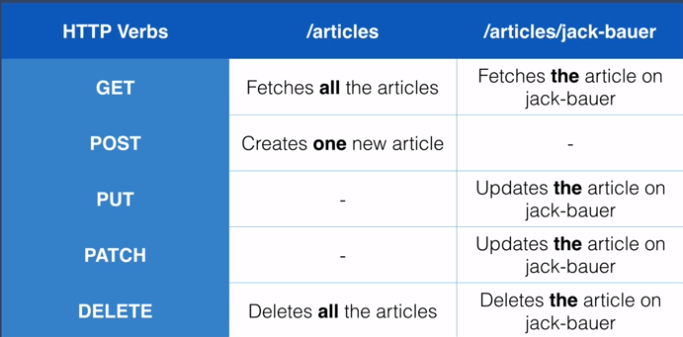 HTTP Verbs
/articles
/articles/jack-bauer
GET
Fetches all the articles
Fetches the article on
jack-bauer
POST
Creates one new article
-
PUT
-
Updates the article on
jack-bauer
PATCH
-
Updates the article on
jack-bauer
DELETE
Deletes all the articles
Deletes the article on
jack-bauer